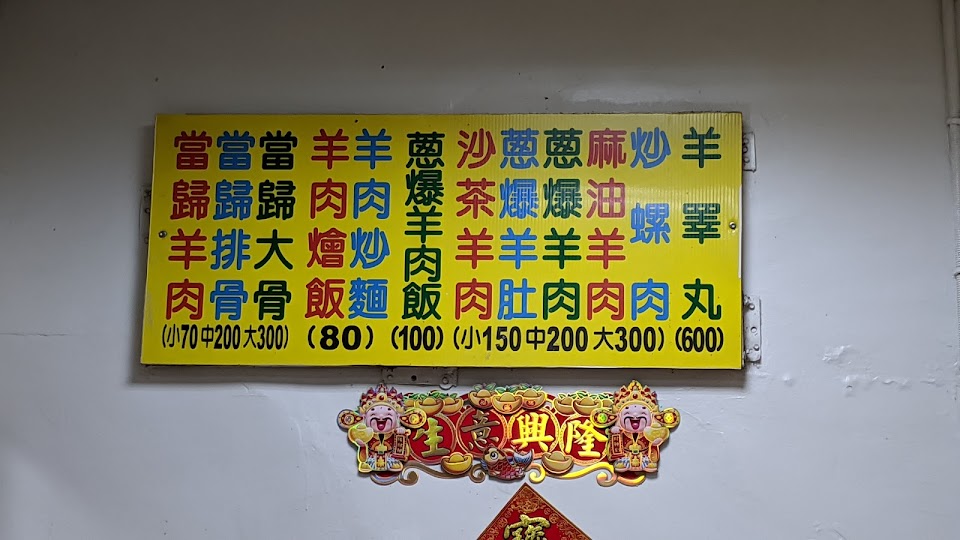 當歸羊肉
當歸排骨
當歸大骨
(小70 中200 大300)
羊肉燴飯
羊肉炒麵
(80)
蔥爆羊肉飯
(100)
沙茶羊肉
蔥爆羊肚
蔥爆羊肉
麻油羊肉
炒螺肉
(小150 中200 大300)
羊睪丸
(600)
生意興隆